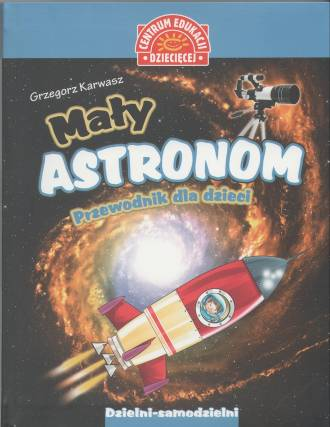 CENTRUM EDUKACJI
DZIECIĘCEJ
Grzegorz Karwasz
Mały
ASTRONOM
Przewodnik dla dzieci
Dzielni-samodzielni